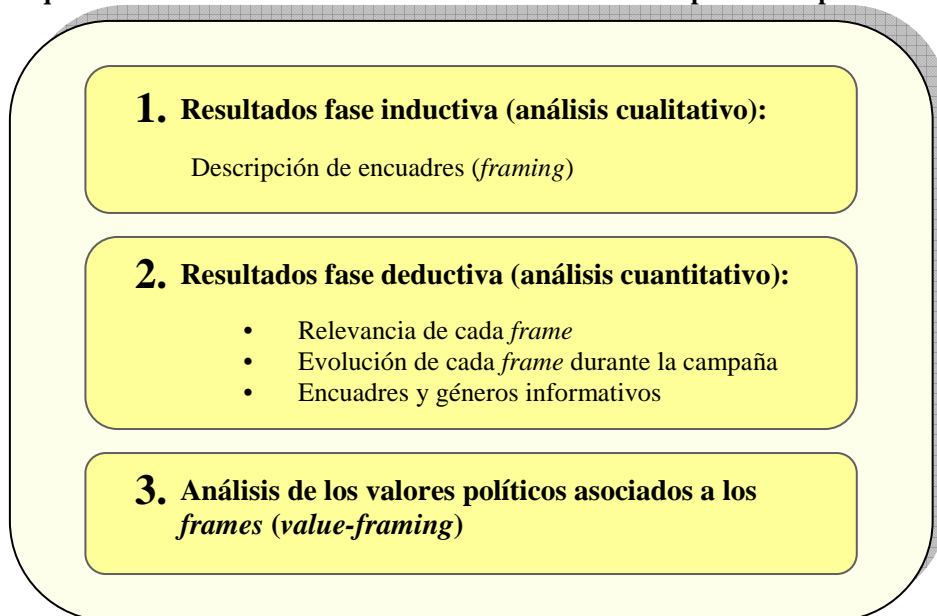 1. Resultados fase inductiva (análisis cualitativo):
Descripción de encuadres (framing)
2. Resultados fase deductiva (análisis cuantitativo):
• Relevancia de cada frame
• Evolución de cada frame durante la campaña
• Encuadres y géneros informativos
3. Análisis de los valores políticos asociados a los
frames (value-framing)